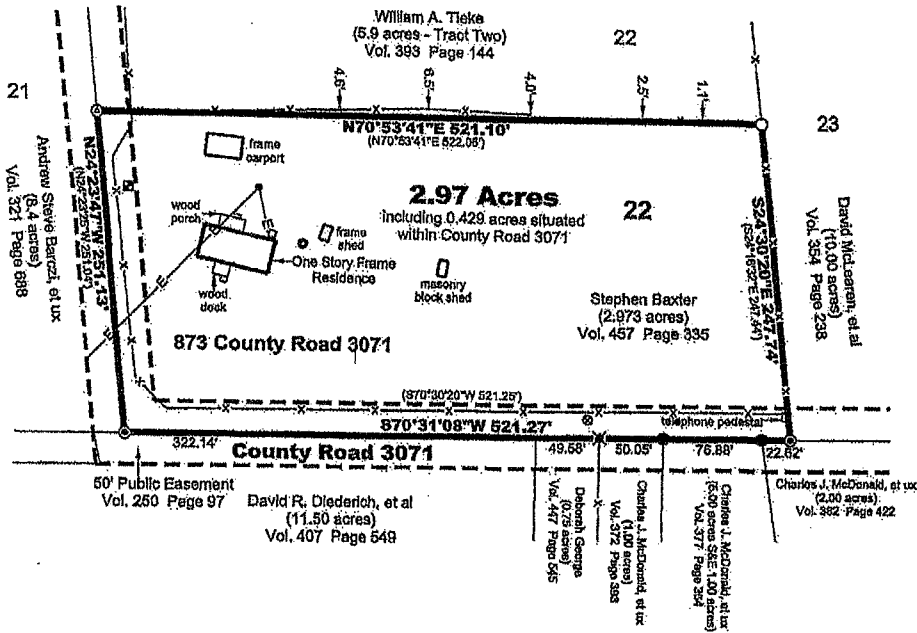 William A. Tieke
(5.9 acres - Tract Two)
Vol. 393 Page 144
22
21
23
4.6'
6.5'
4.0'
2.5'
1.1'
N70°53'41"E 521.10'
(N70°53'41"E 522.06')
frame
carport
2.97 Acres
including 0.429 acres situated
within County Road 3071
22
Andrew Steve Barczi, et ux
(8.4 acres)
Vol. 321 Page 688
N24°23'47"W 251.13'
wood
porch
frame
shed
One Story Frame
Residence
wood
deck
masonry
block shed
E
E
E
Stephen Baxter
(2.973 acres)
Vol. 457 Page 335
S24°30'20"E 247.74'
David McLearen, et al
(10.00 acres)
Vol. 354 Page 238
873 County Road 3071
(S70°30'20"W 521.25')
S70°31'08"W 521.27'
telephone pedestal
322.14'
49.58'
50.05'
76.88'
22.62'
County Road 3071
50' Public Easement
Vol. 250 Page 97
David R. Diederich, et al
(11.50 acres)
Vol. 407 Page 549
Deborah George
(0.75 acres)
Vol. 447 Page 545
Charles J. McDonald, et ux
(1.00 acres)
Vol. 372 Page 393
Charles J. McDonald, et ux
(5.00 acres S&E 1.00 acres)
Vol. 377 Page 354
Charles J. McDonald, et ux
(2.00 acres)
Vol. 382 Page 422